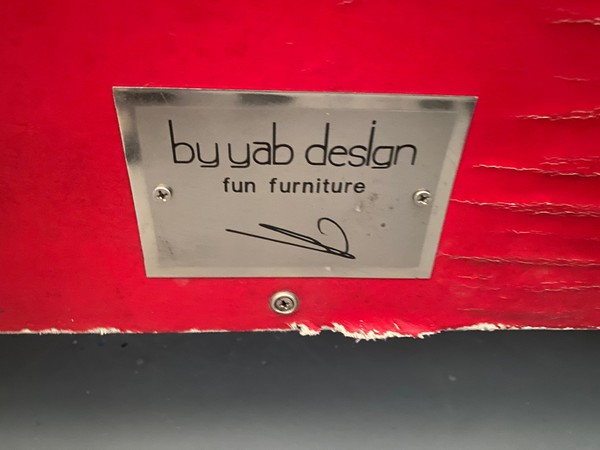 by yab design
fun furniture